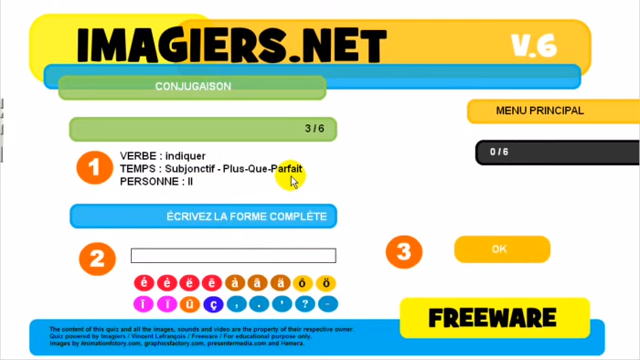 IMAGIERS.NET
V.6
CONJUGAISON
MENU PRINCIPAL
3 / 6
0 / 6
1
VERBE : indiquer
TEMPS : Subjonctif - Plus-Que-Parfait
PERSONNE : Il
ÉCRIVEZ LA FORME COMPLÈTE
2
3
OK
FREEWARE
The content of this quiz and all the images, sounds and video are the property of their respective owner.
Quiz powered by Imagiers / Vincent Lefrançois / Freeware / For educational purpose only.
Images by Animationfactory.com, graphicsfactory.com, presentermedia.com and Hemera.